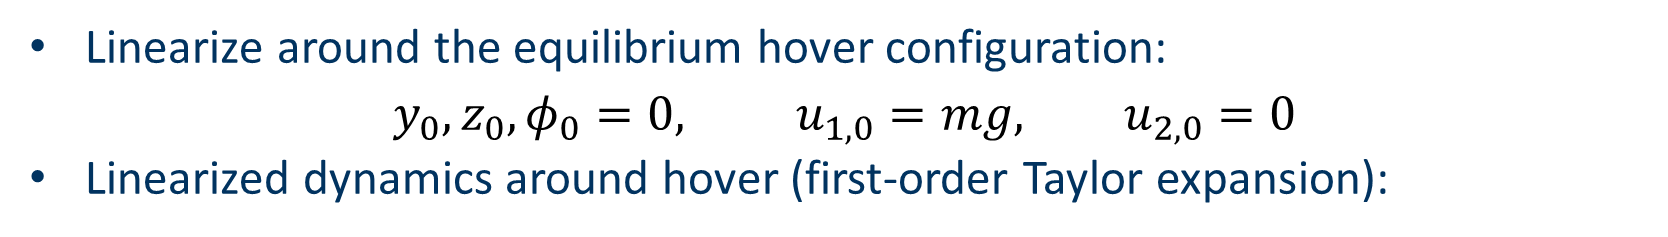 • Linearize around the equilibrium hover configuration:
y₀, z₀, ϕ₀ = 0, u₁,₀ = mg, u₂,₀ = 0
• Linearized dynamics around hover (first-order Taylor expansion):